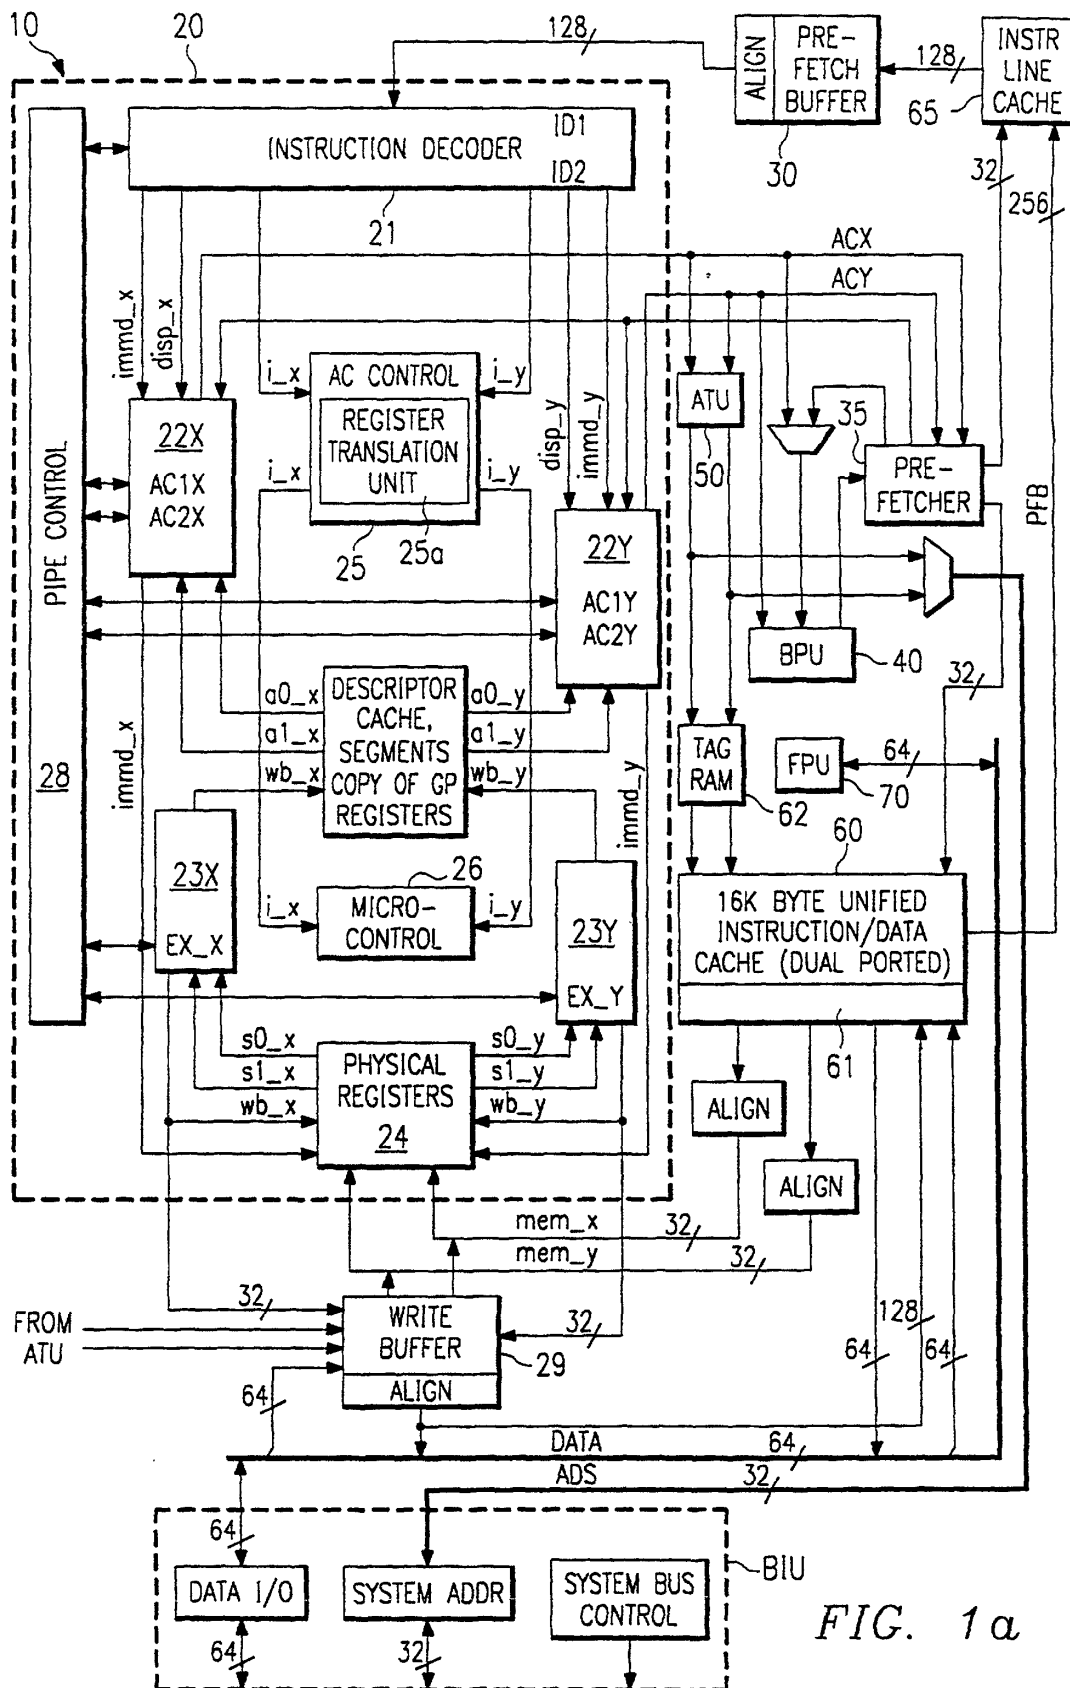 10
20
128
ALIGN
PRE-
FETCH
BUFFER
30
128
INSTR
LINE
CACHE
65
32
256
PFB
INSTRUCTION DECODER
ID1
ID2
21
PIPE CONTROL
28
immd_x
disp_x
i_x
AC CONTROL
REGISTER
TRANSLATION
UNIT
i_y
i_x
i_y
25
25a
disp_y
immd_y
ACX
ACY
22X
AC1X
AC2X
22Y
AC1Y
AC2Y
ATU
50
35
PRE-
FETCHER
BPU
40
32
a0_x
a1_x
wb_x
DESCRIPTOR
CACHE,
SEGMENTS
COPY OF GP
REGISTERS
a0_y
a1_y
wb_y
immd_x
immd_y
TAG
RAM
62
FPU
70
64
23X
EX_X
26
i_x
MICRO-
CONTROL
i_y
23Y
EX_Y
60
16K BYTE UNIFIED
INSTRUCTION/DATA
CACHE (DUAL PORTED)
61
s0_x
s1_x
wb_x
PHYSICAL
REGISTERS
24
s0_y
s1_y
wb_y
ALIGN
ALIGN
mem_x
32
mem_y
32
32
FROM
ATU
WRITE
BUFFER
ALIGN
29
32
64
128
64
64
DATA
64
ADS
32
64
DATA I/O
64
SYSTEM ADDR
32
SYSTEM BUS
CONTROL
BIU
FIG. 1a